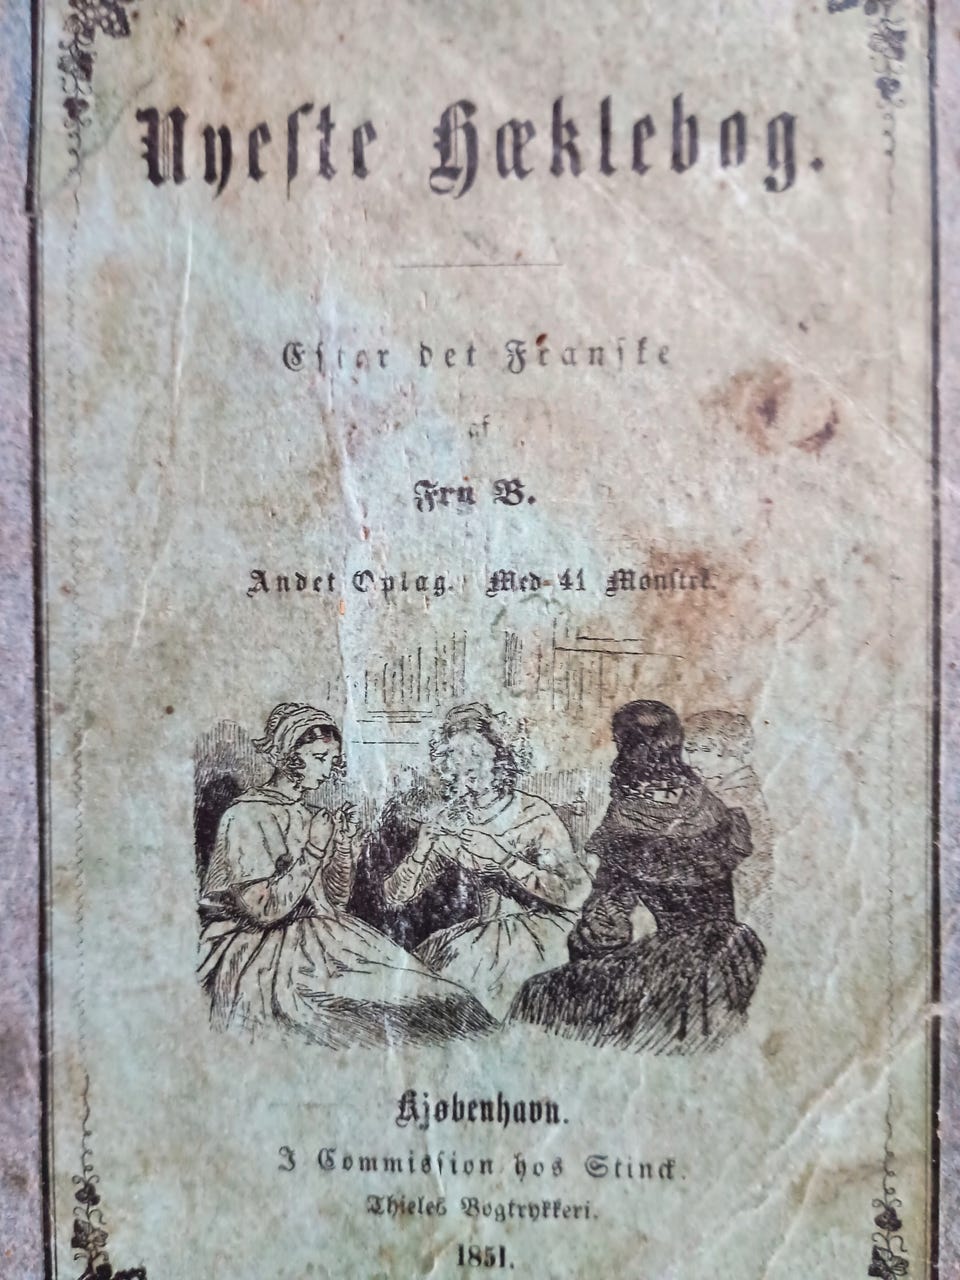 Nyeste Hæklebog.
Efter det Franske
af
Fru B.
Andet Oplag. Med 41 Mønstre.
Kjøbenhavn.
I Commission hos Stinck.
Thieles Bogtrykkeri.
1851.